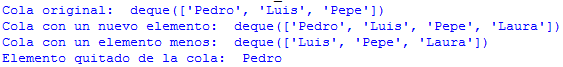 Cola original:  deque(['Pedro', 'Luis', 'Pepe'])
Cola con un nuevo elemento:  deque(['Pedro', 'Luis', 'Pepe', 'Laura'])
Cola con un elemento menos:  deque(['Luis', 'Pepe', 'Laura'])
Elemento quitado de la cola:  Pedro